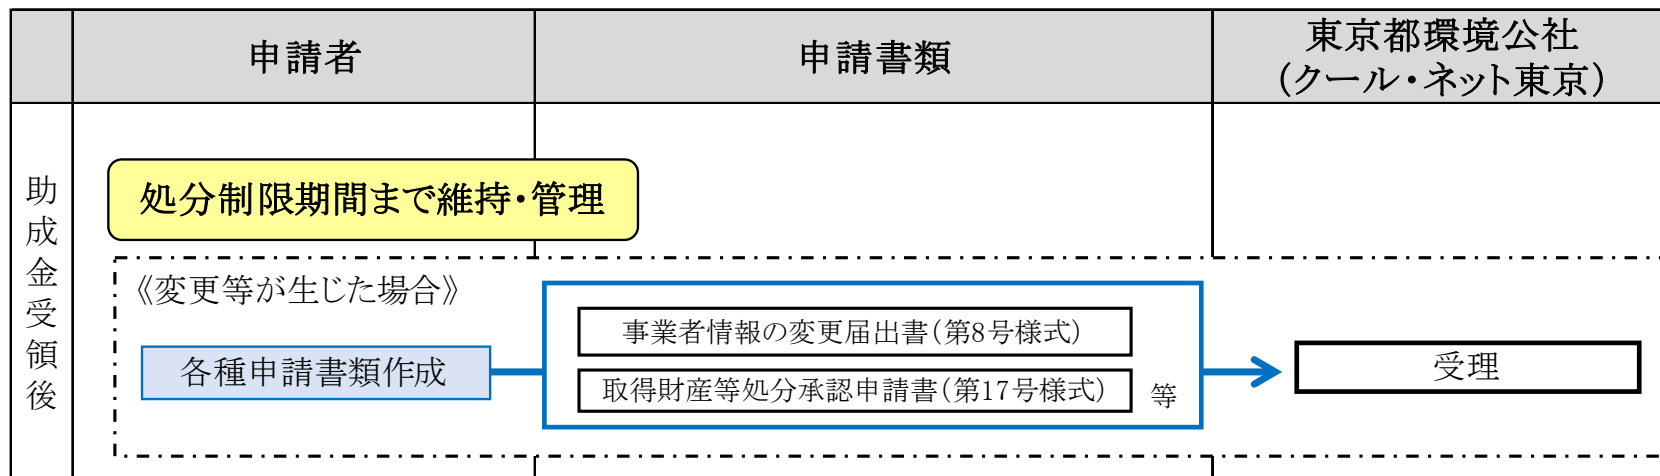 申請者
申請書類
東京都環境公社
(クール・ネット東京)
助成金受領後
処分制限期間まで維持・管理
《変更等が生じた場合》
各種申請書類作成
事業者情報の変更届出書(第8号様式)
取得財産等処分承認申請書(第17号様式)
等
受理